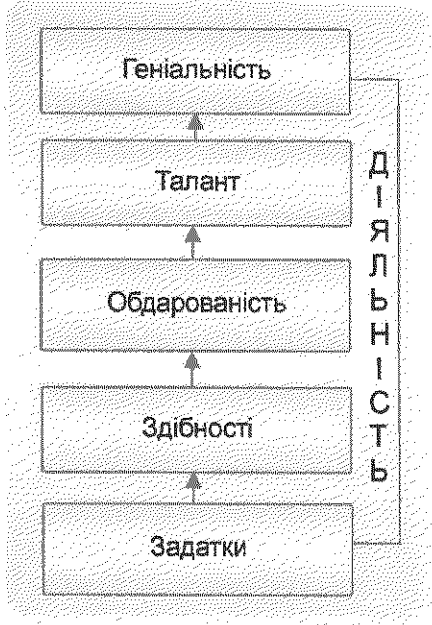 Геніальність
Талант
Обдарованість
Здібності
Задатки
ДІЯЛЬНІСТЬ